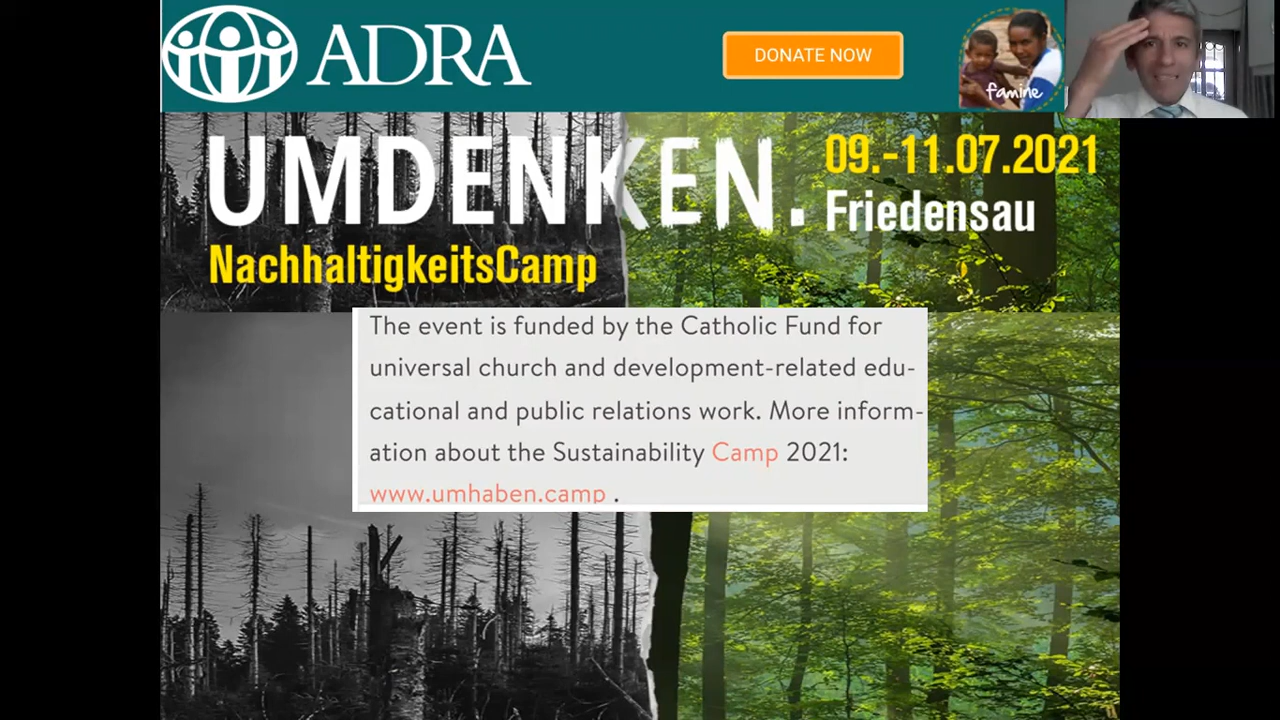 ADRA
DONATE NOW
famine
UMDENKEN.
09.-11.07.2021
Friedensau
NachhaltigkeitsCamp
The event is funded by the Catholic Fund for
universal church and development-related edu-
cational and public relations work. More inform-
ation about the Sustainability Camp 2021:
www.umhaben.camp .